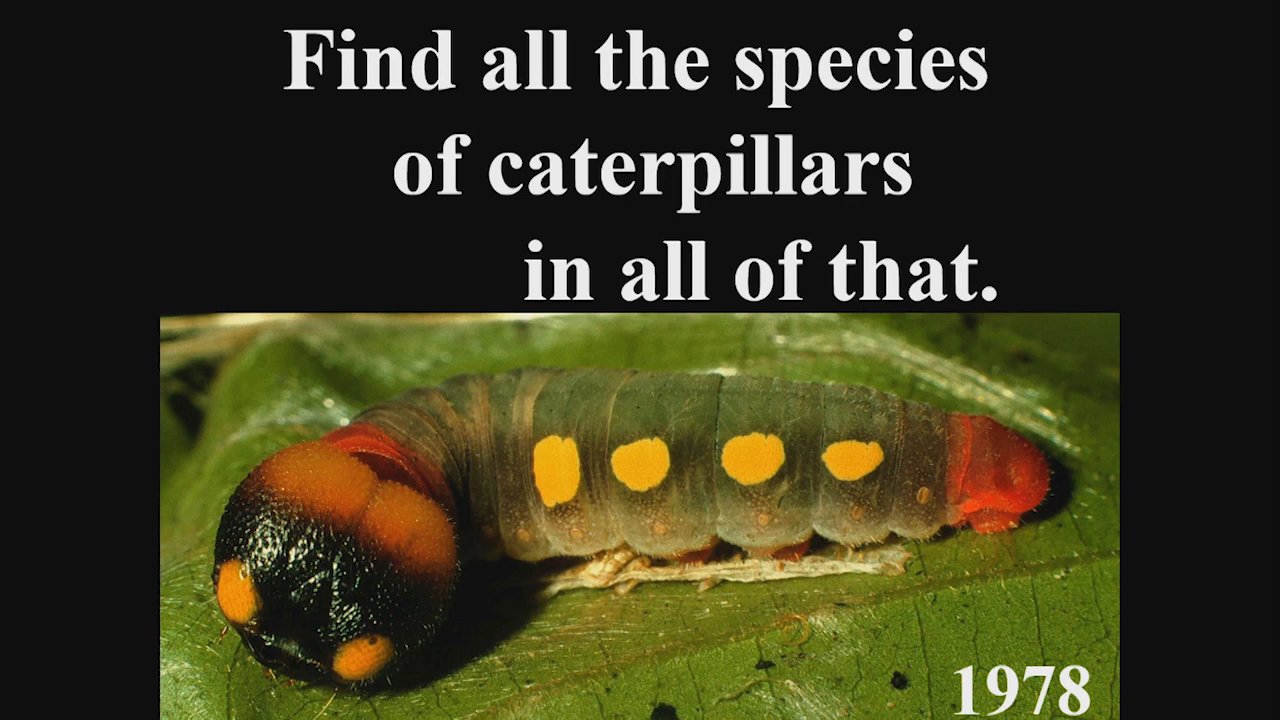 Find all the species
of caterpillars
in all of that.
1978